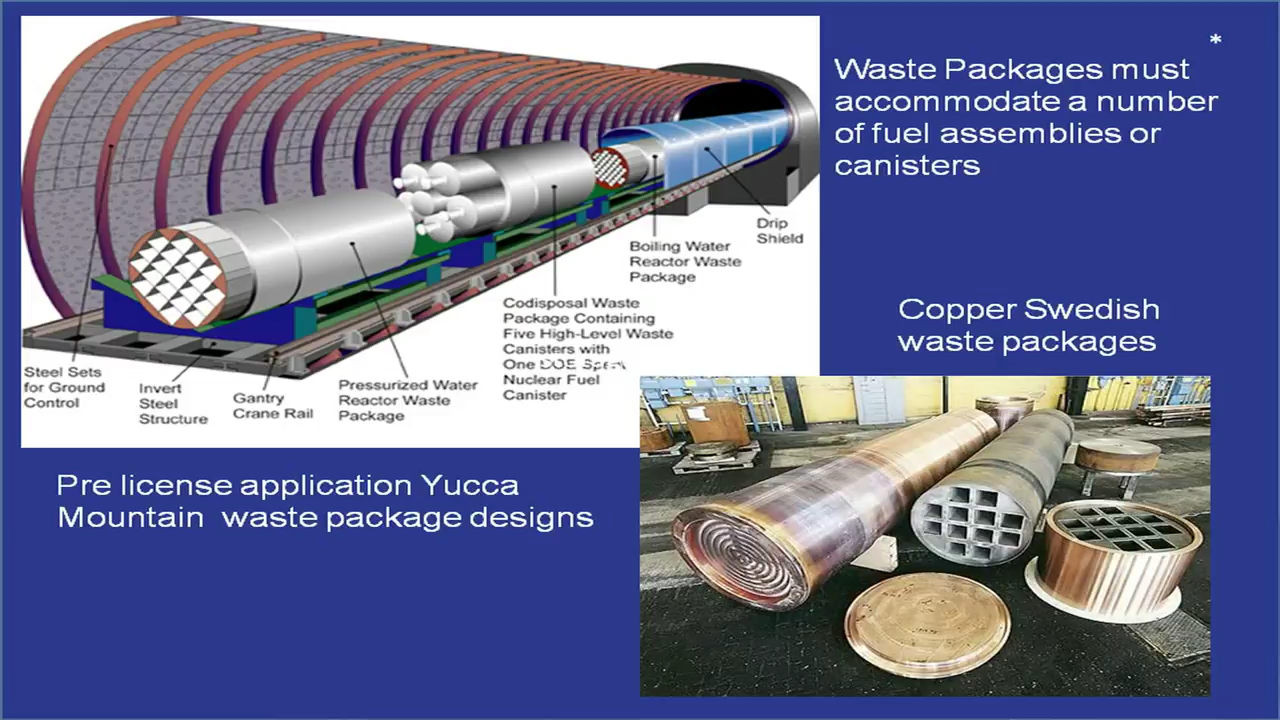 *
Waste Packages must
accommodate a number
of fuel assemblies or
canisters
Drip
Shield
Boiling Water
Reactor Waste
Package
Codisposal Waste
Package Containing
Five High-Level Waste
Canisters with
One DOE Spent
Nuclear Fuel
Canister
Pressurized Water
Reactor Waste
Package
Gantry
Crane Rail
Invert
Steel
Structure
Steel Sets
for Ground
Control
Copper Swedish
waste packages
Pre license application Yucca
Mountain waste package designs